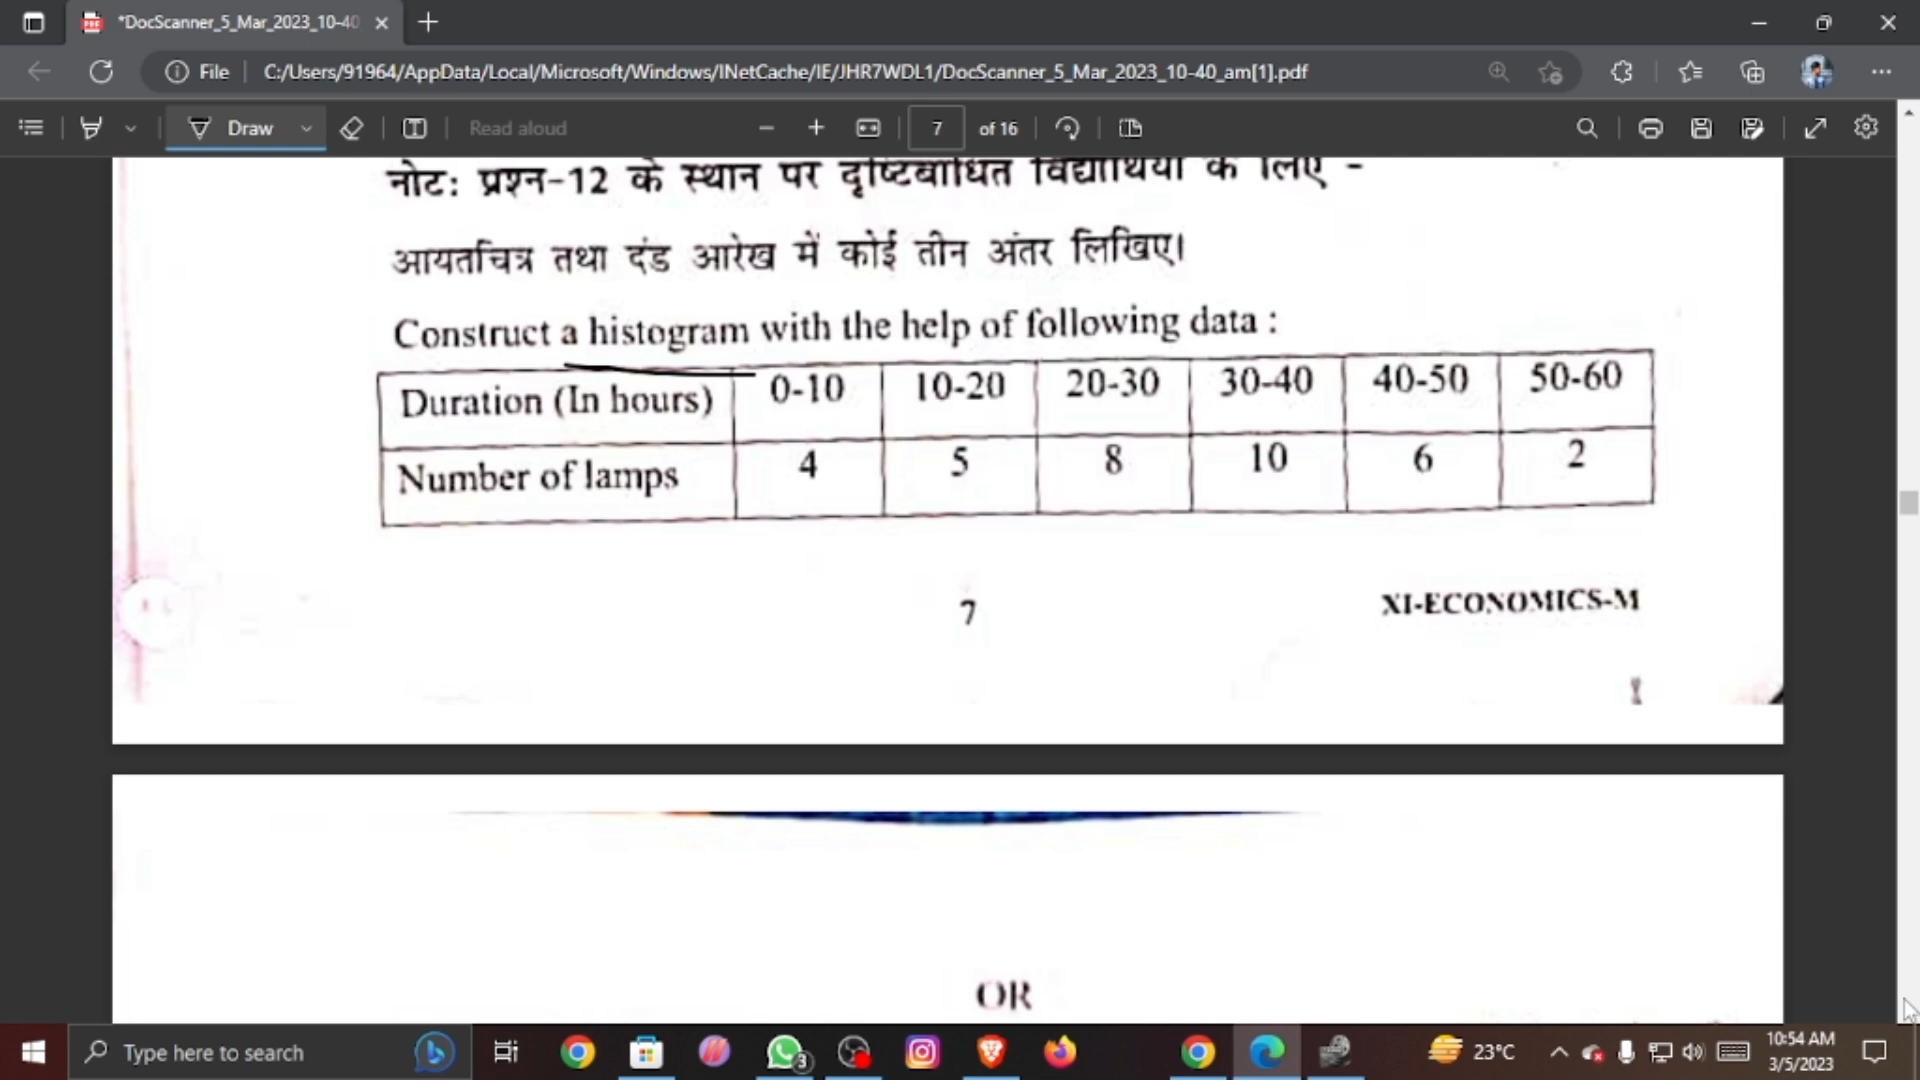 *DocScanner_5_Mar_2023_10-40
File
C:/Users/91964/AppData/Local/Microsoft/Windows/INetCache/IE/JHR7WDL1/DocScanner_5_Mar_2023_10-40_am[1].pdf
Draw
Read aloud
7
of 16
नोट: प्रश्न-12 के स्थान पर दृष्टिबाधित विद्यार्थियों के लिए -
आयतचित्र तथा दंड आरेख में कोई तीन अंतर लिखिए।
Construct a histogram with the help of following data :
Duration (In hours) 0-10 10-20 20-30 30-40 40-50 50-60
Number of lamps 4 5 8 10 6 2
7
XI-ECONOMICS-M
OR
Type here to search
3
23°C
10:54 AM
3/5/2023